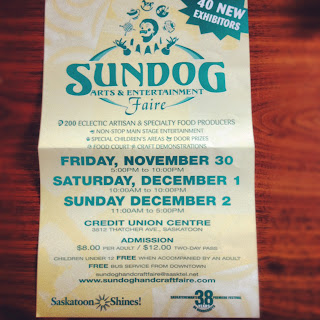 40 NEW
EXHIBITORS
SUNDOG
ARTS & ENTERTAINMENT
Faire
200 ECLECTIC ARTISAN & SPECIALTY FOOD PRODUCERS
NON STOP MAIN STAGE ENTERTAINMENT
SPECIAL CHILDREN'S AREAS DOOR PRIZES
FOOD COURT CRAFT DEMONSTRATIONS
FRIDAY, NOVEMBER 30
5:00PM to 10:00PM
SATURDAY, DECEMBER 1
10:00AM to 10:00PM
SUNDAY DECEMBER 2
11:00AM to 5:00PM
CREDIT UNION CENTRE
3515 THATCHER AVE., SASKATOON
ADMISSION
$8.00 PER ADULT / $12.00 TWO-DAY PASS
CHILDREN UNDER 12 FREE WHEN ACCOMPANIED BY AN ADULT
FREE BUS SERVICE FROM DOWNTOWN
sundoghandcraftfaire@sasktel.net
www.sundoghandcraftfaire.com
Saskatoon Shines!
38